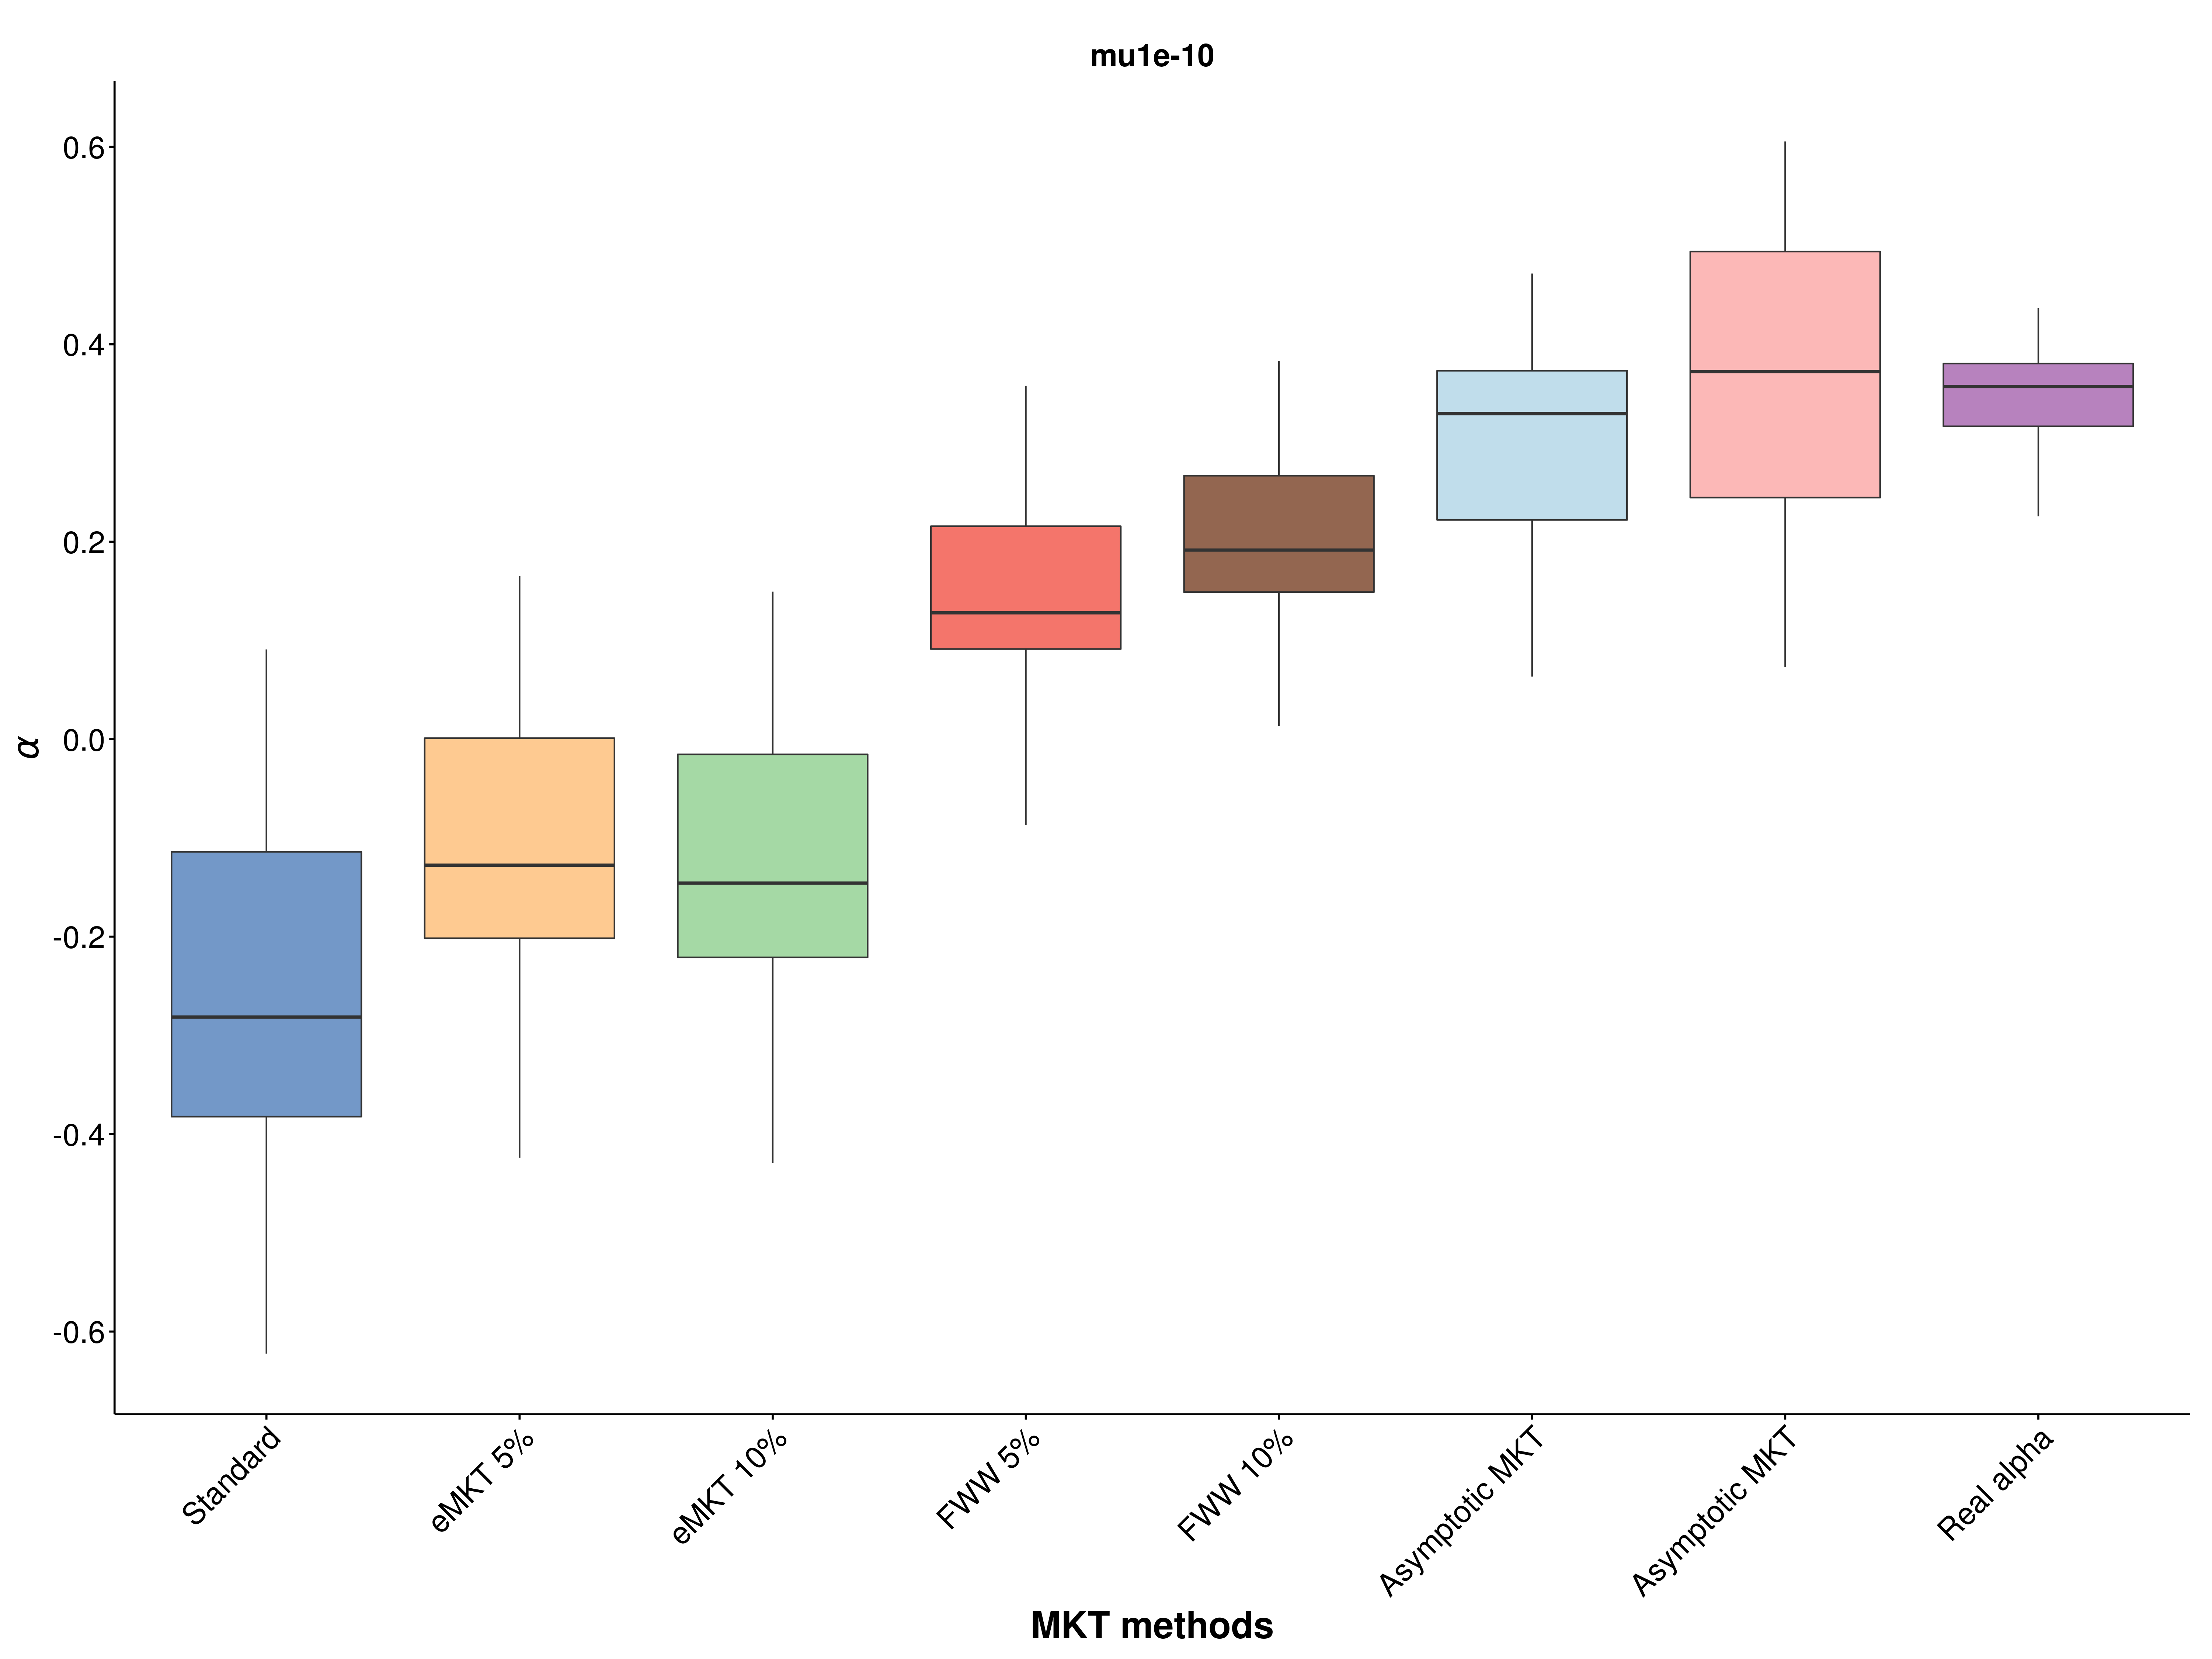 mu1e-10
0.6
0.4
0.2
0.0
-0.2
-0.4
-0.6
α
Standard
eMKT 5%
eMKT 10%
FWW 5%
FWW 10%
Asymptotic MKT
Asymptotic MKT
Real alpha
MKT methods